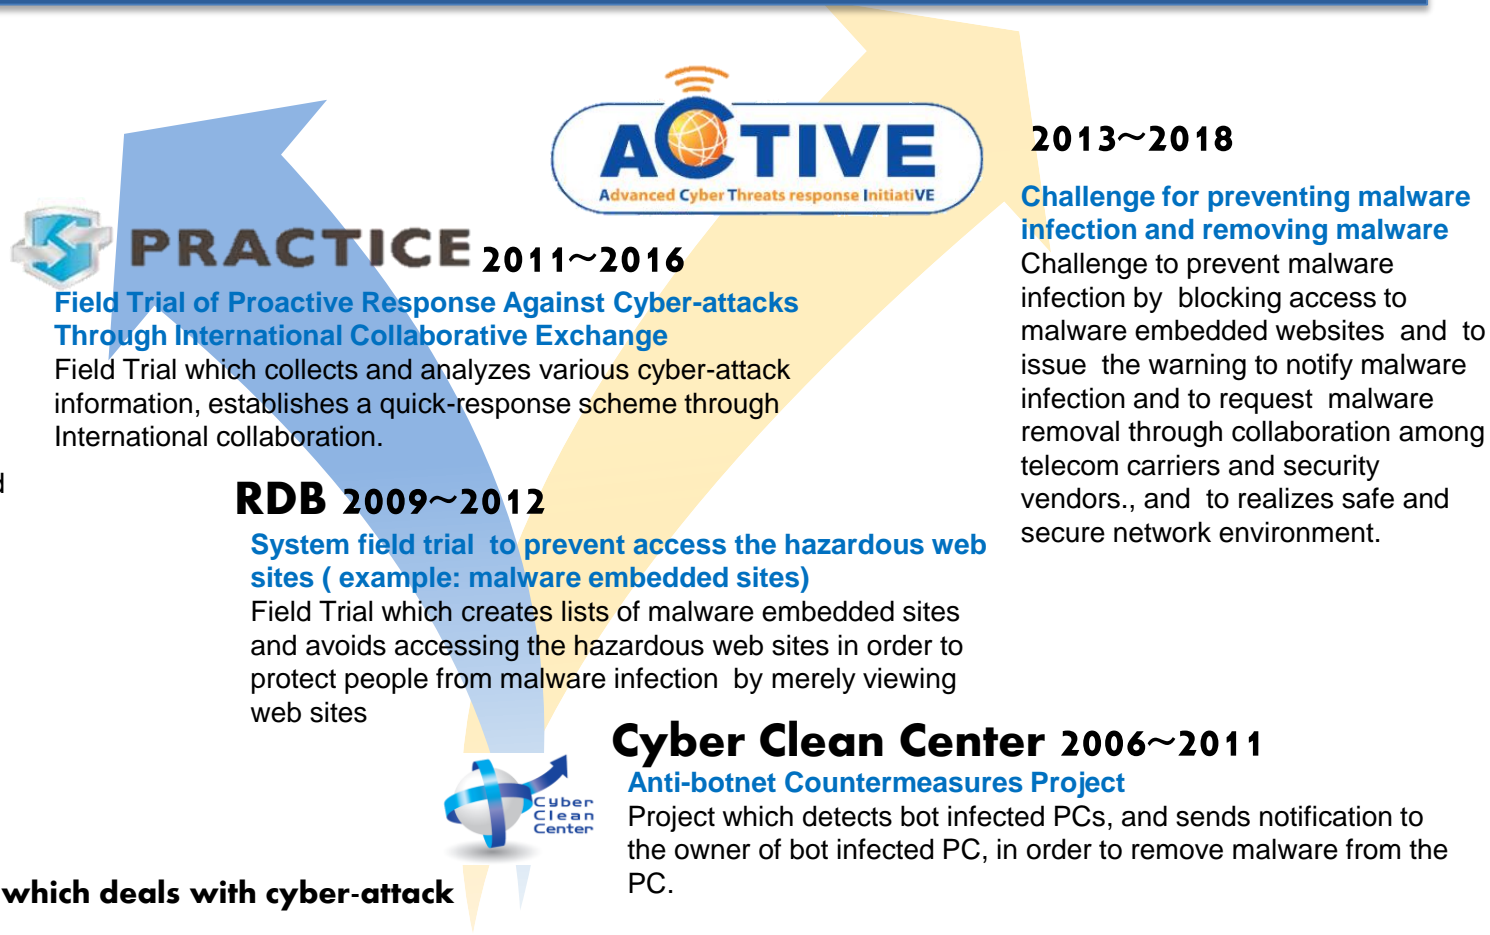 ACTIVE
Advanced Cyber Threats response InitiatiVE
2013～2018
Challenge for preventing malware
infection and removing malware
Challenge to prevent malware
infection by blocking access to
malware embedded websites and to
issue the warning to notify malware
infection and to request malware
removal through collaboration among
telecom carriers and security
vendors., and to realizes safe and
secure network environment.
PRACTICE 2011～2016
Field Trial of Proactive Response Against Cyber-attacks
Through International Collaborative Exchange
Field Trial which collects and analyzes various cyber-attack
information, establishes a quick-response scheme through
International collaboration.
RDB 2009～2012
System field trial to prevent access the hazardous web
sites ( example: malware embedded sites)
Field Trial which creates lists of malware embedded sites
and avoids accessing the hazardous web sites in order to
protect people from malware infection by merely viewing
web sites
Cyber Clean Center 2006～2011
Anti-botnet Countermeasures Project
Project which detects bot infected PCs, and sends notification to
the owner of bot infected PC, in order to remove malware from the
PC.
Cyber
Clean
Center
which deals with cyber-attack